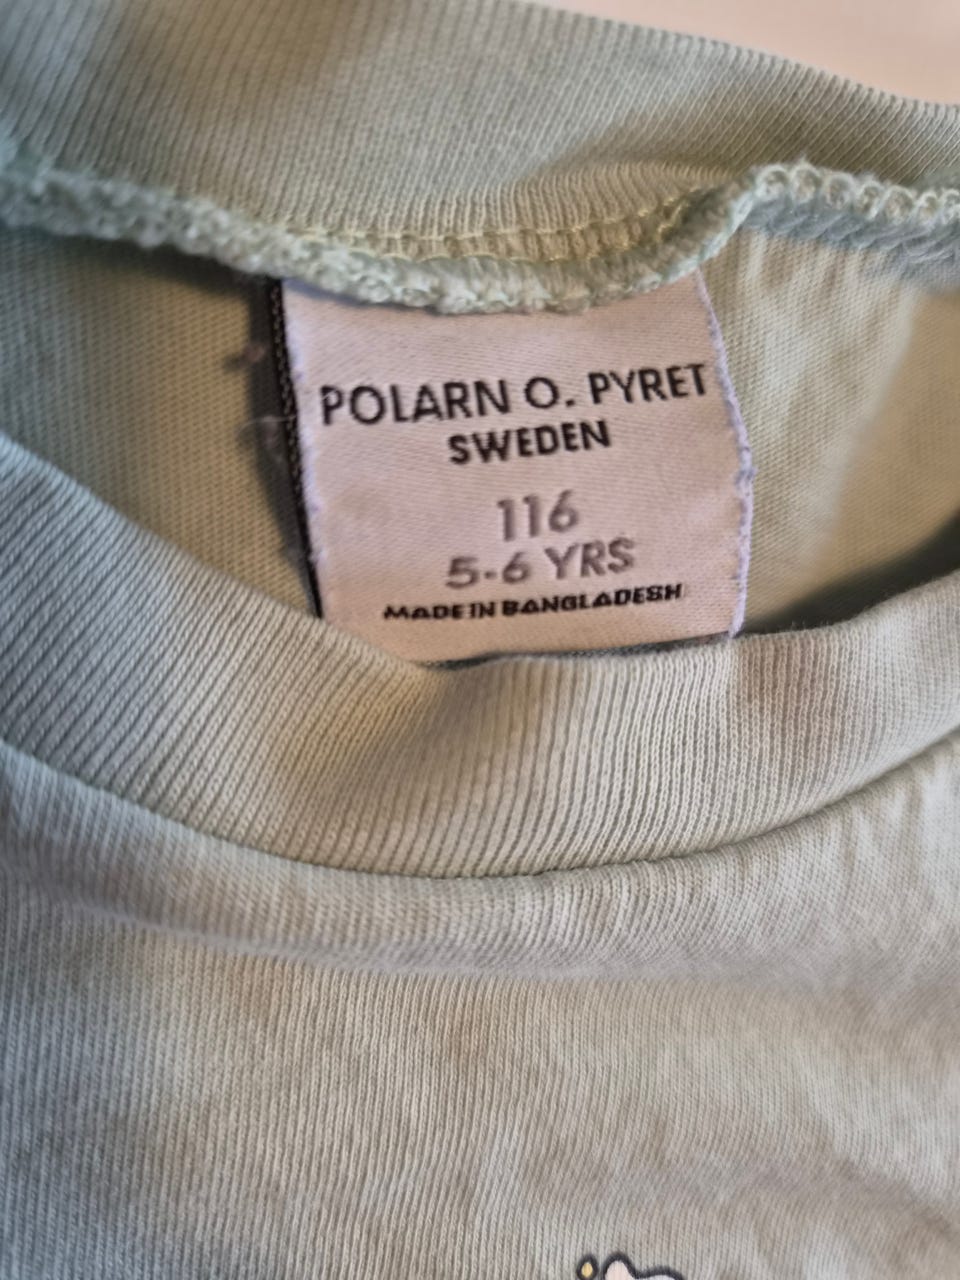 POLARN O. PYRET
SWEDEN
116
5-6 YRS
MADE IN BANGLADESH